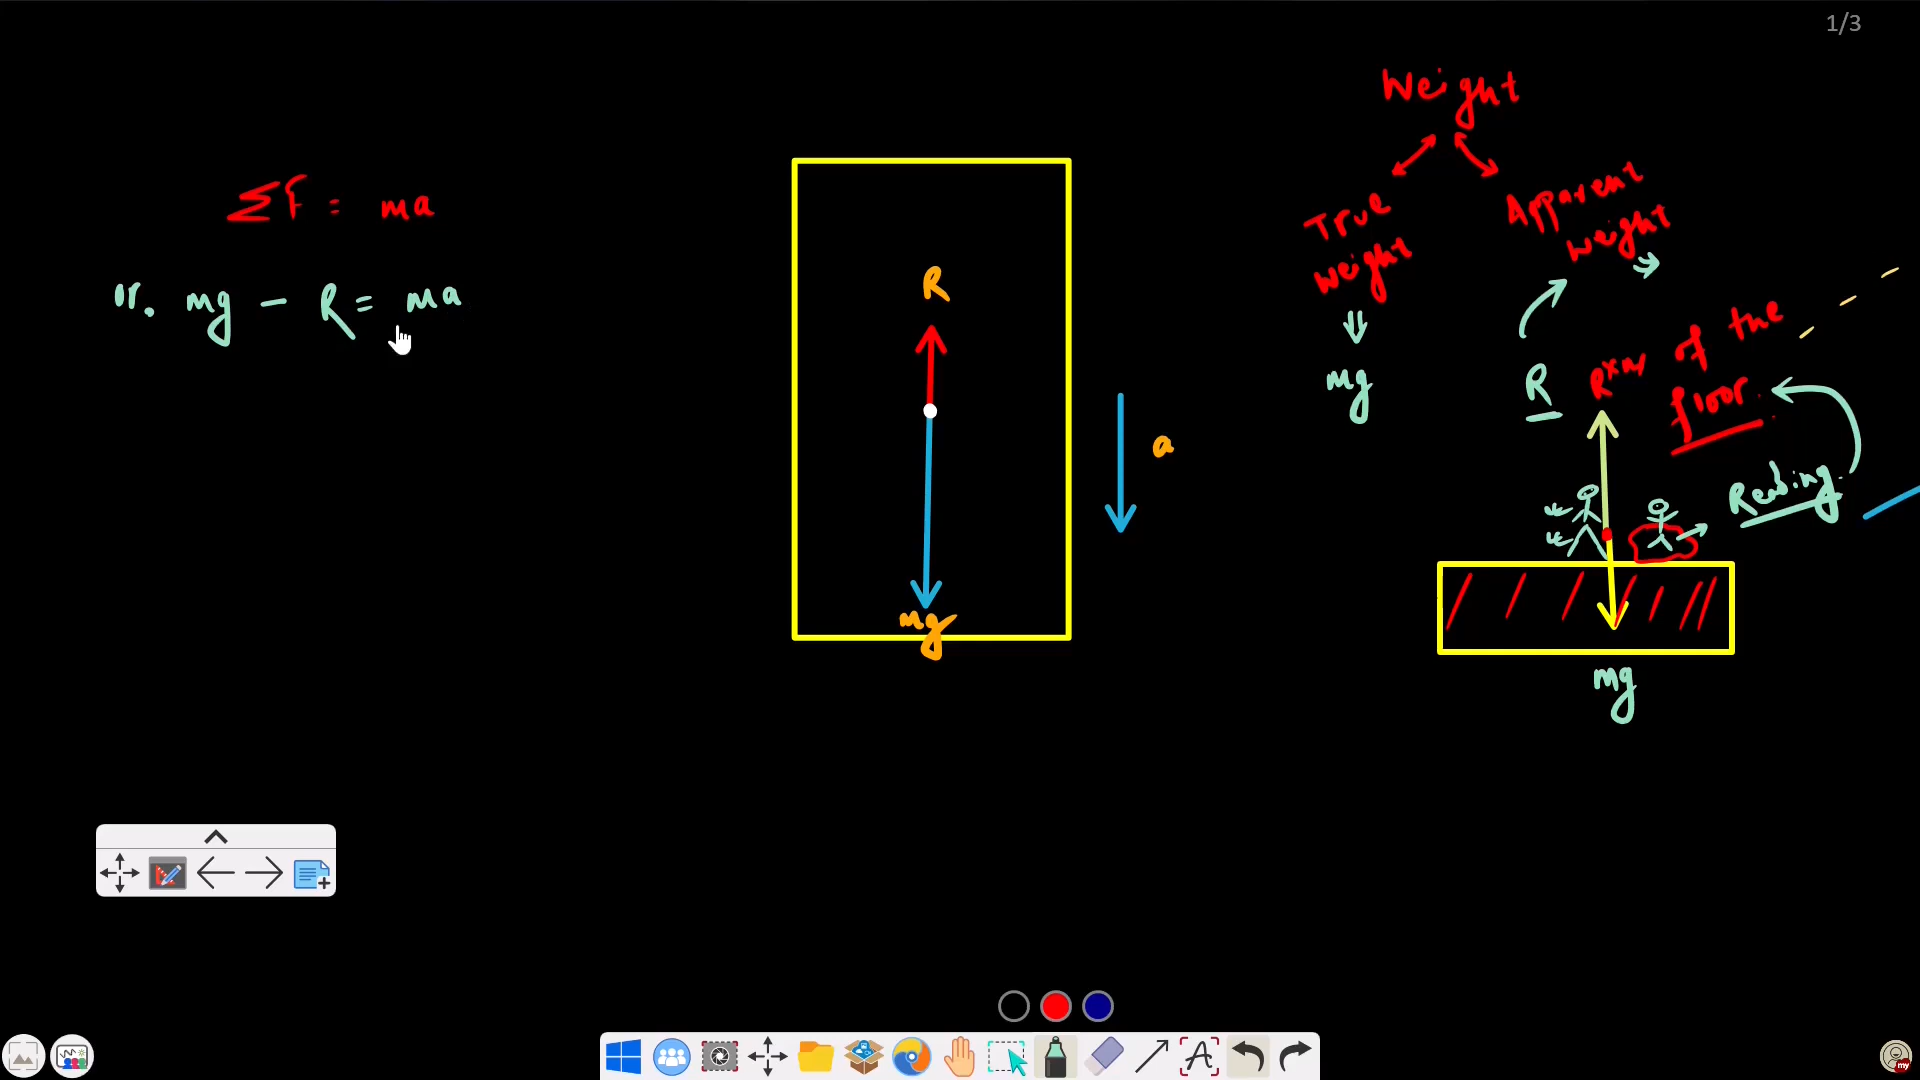 1/3
ΣF = ma
or. mg - R = ma
R
mg
a
Weight
True
weight
Apparent
weight
mg
R
Rxn of the
floor.
Reading
mg